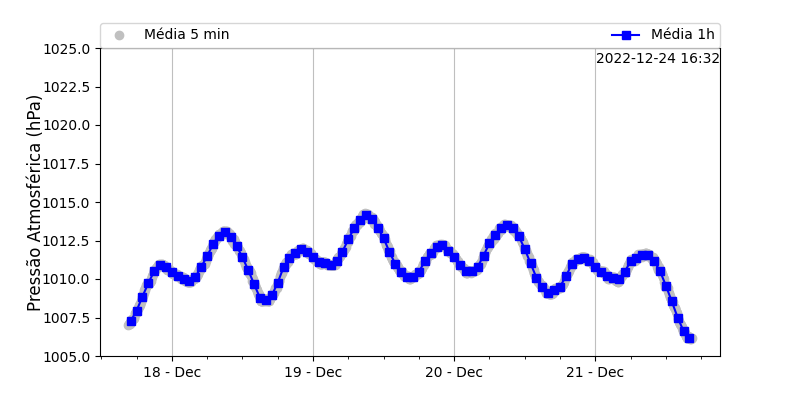 Média 5 min
Média 1h
2022-12-24 16:32
Pressão Atmosférica (hPa)
1025.0
1022.5
1020.0
1017.5
1015.0
1012.5
1010.0
1007.5
1005.0
18 - Dec
19 - Dec
20 - Dec
21 - Dec